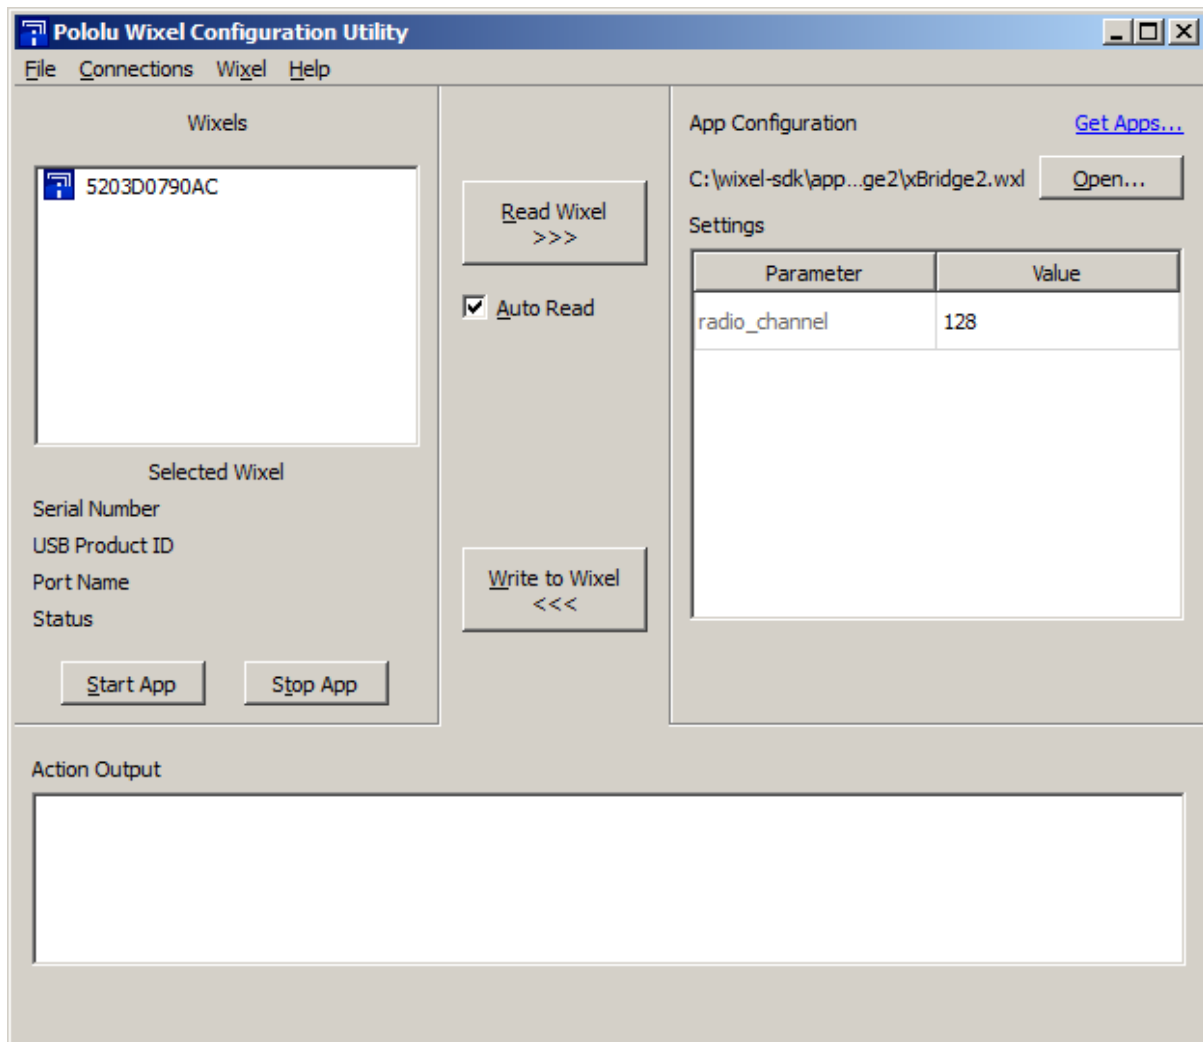 Pololu Wixel Configuration Utility
File Connections Wixel Help
Wixels
5203D0790AC
Selected Wixel
Serial Number
USB Product ID
Port Name
Status
Start App Stop App
Read Wixel
>>>
Auto Read
Write to Wixel
<<<
App Configuration Get Apps...
C:\wixel-sdk\app...ge2\xBridge2.wxl Open...
Settings
Parameter Value
radio_channel 128
Action Output